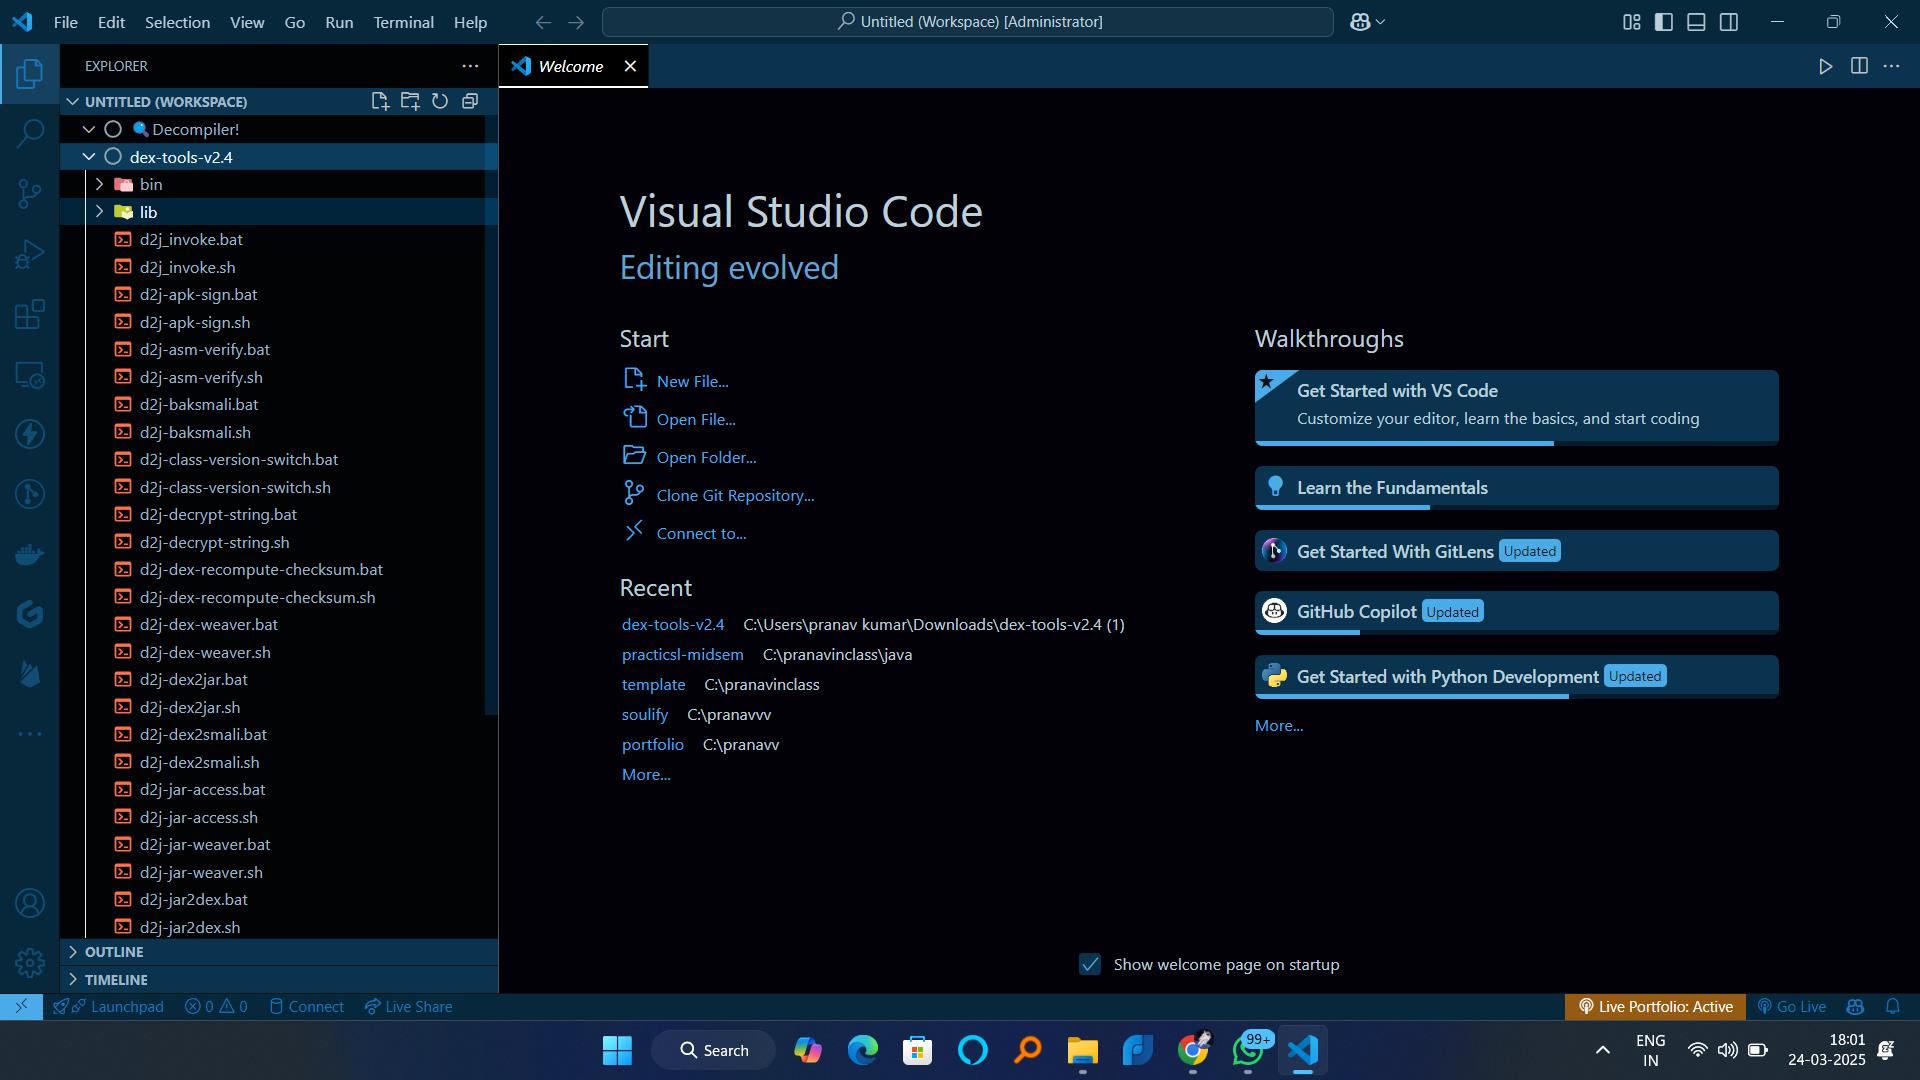 File Edit Selection View Go Run Terminal Help
Untitled (Workspace) [Administrator]
EXPLORER
Welcome
UNTITLED (WORKSPACE)
Decompiler!
dex-tools-v2.4
bin
lib
d2j_invoke.bat
d2j_invoke.sh
d2j-apk-sign.bat
d2j-apk-sign.sh
d2j-asm-verify.bat
d2j-asm-verify.sh
d2j-baksmali.bat
d2j-baksmali.sh
d2j-class-version-switch.bat
d2j-class-version-switch.sh
d2j-decrypt-string.bat
d2j-decrypt-string.sh
d2j-dex-recompute-checksum.bat
d2j-dex-recompute-checksum.sh
d2j-dex-weaver.bat
d2j-dex-weaver.sh
d2j-dex2jar.bat
d2j-dex2jar.sh
d2j-dex2smali.bat
d2j-dex2smali.sh
d2j-jar-access.bat
d2j-jar-access.sh
d2j-jar-weaver.bat
d2j-jar-weaver.sh
d2j-jar2dex.bat
d2j-jar2dex.sh
OUTLINE
TIMELINE
Visual Studio Code
Editing evolved
Start
New File...
Open File...
Open Folder...
Clone Git Repository...
Connect to...
Recent
dex-tools-v2.4 C:\Users\pranav kumar\Downloads\dex-tools-v2.4 (1)
practicsl-midsem C:\pranavinclass\java
template C:\pranavinclass
soulify C:\pranavvv
portfolio C:\pranavv
More...
Walkthroughs
Get Started with VS Code
Customize your editor, learn the basics, and start coding
Learn the Fundamentals
Get Started With GitLens Updated
GitHub Copilot Updated
Get Started with Python Development Updated
More...
Show welcome page on startup
Launchpad 0 0 Connect Live Share
Live Portfolio: Active Go Live
Search
99+
ENG
IN
18:01
24-03-2025